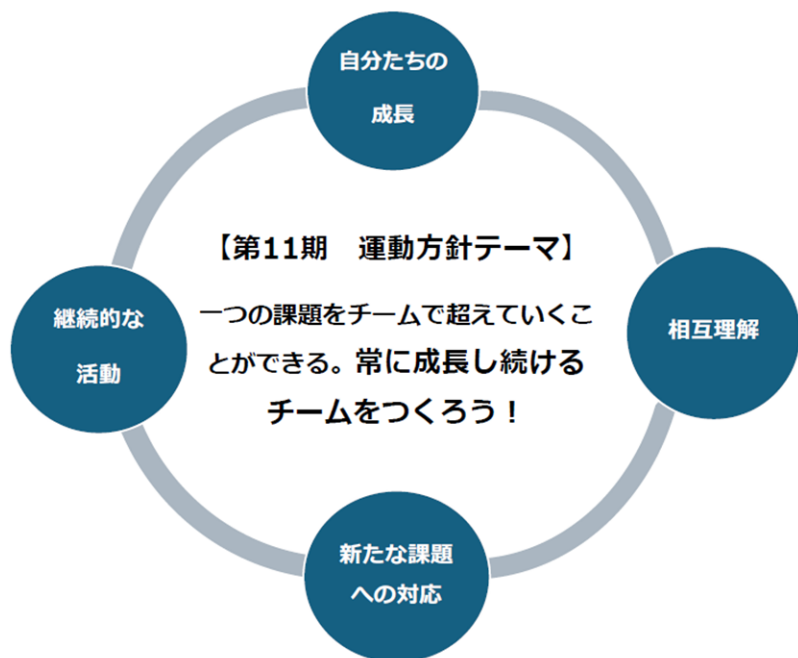 自分たちの
成長
【第11期　運動方針テーマ】
一つの課題をチームで超えていくこ
とができる。常に成長し続ける
チームをつくろう！
継続的な
活動
相互理解
新たな課題
への対応